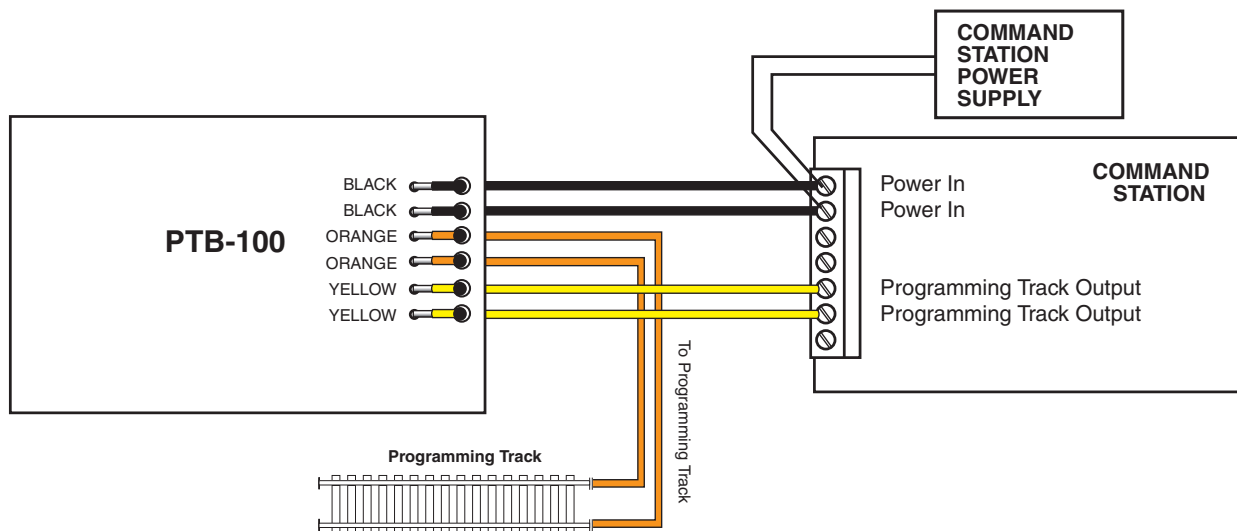 COMMAND
STATION
POWER
SUPPLY
PTB-100
BLACK
BLACK
ORANGE
ORANGE
YELLOW
YELLOW
Power In
Power In
Programming Track Output
Programming Track Output
COMMAND
STATION
To Programming Track
Programming Track